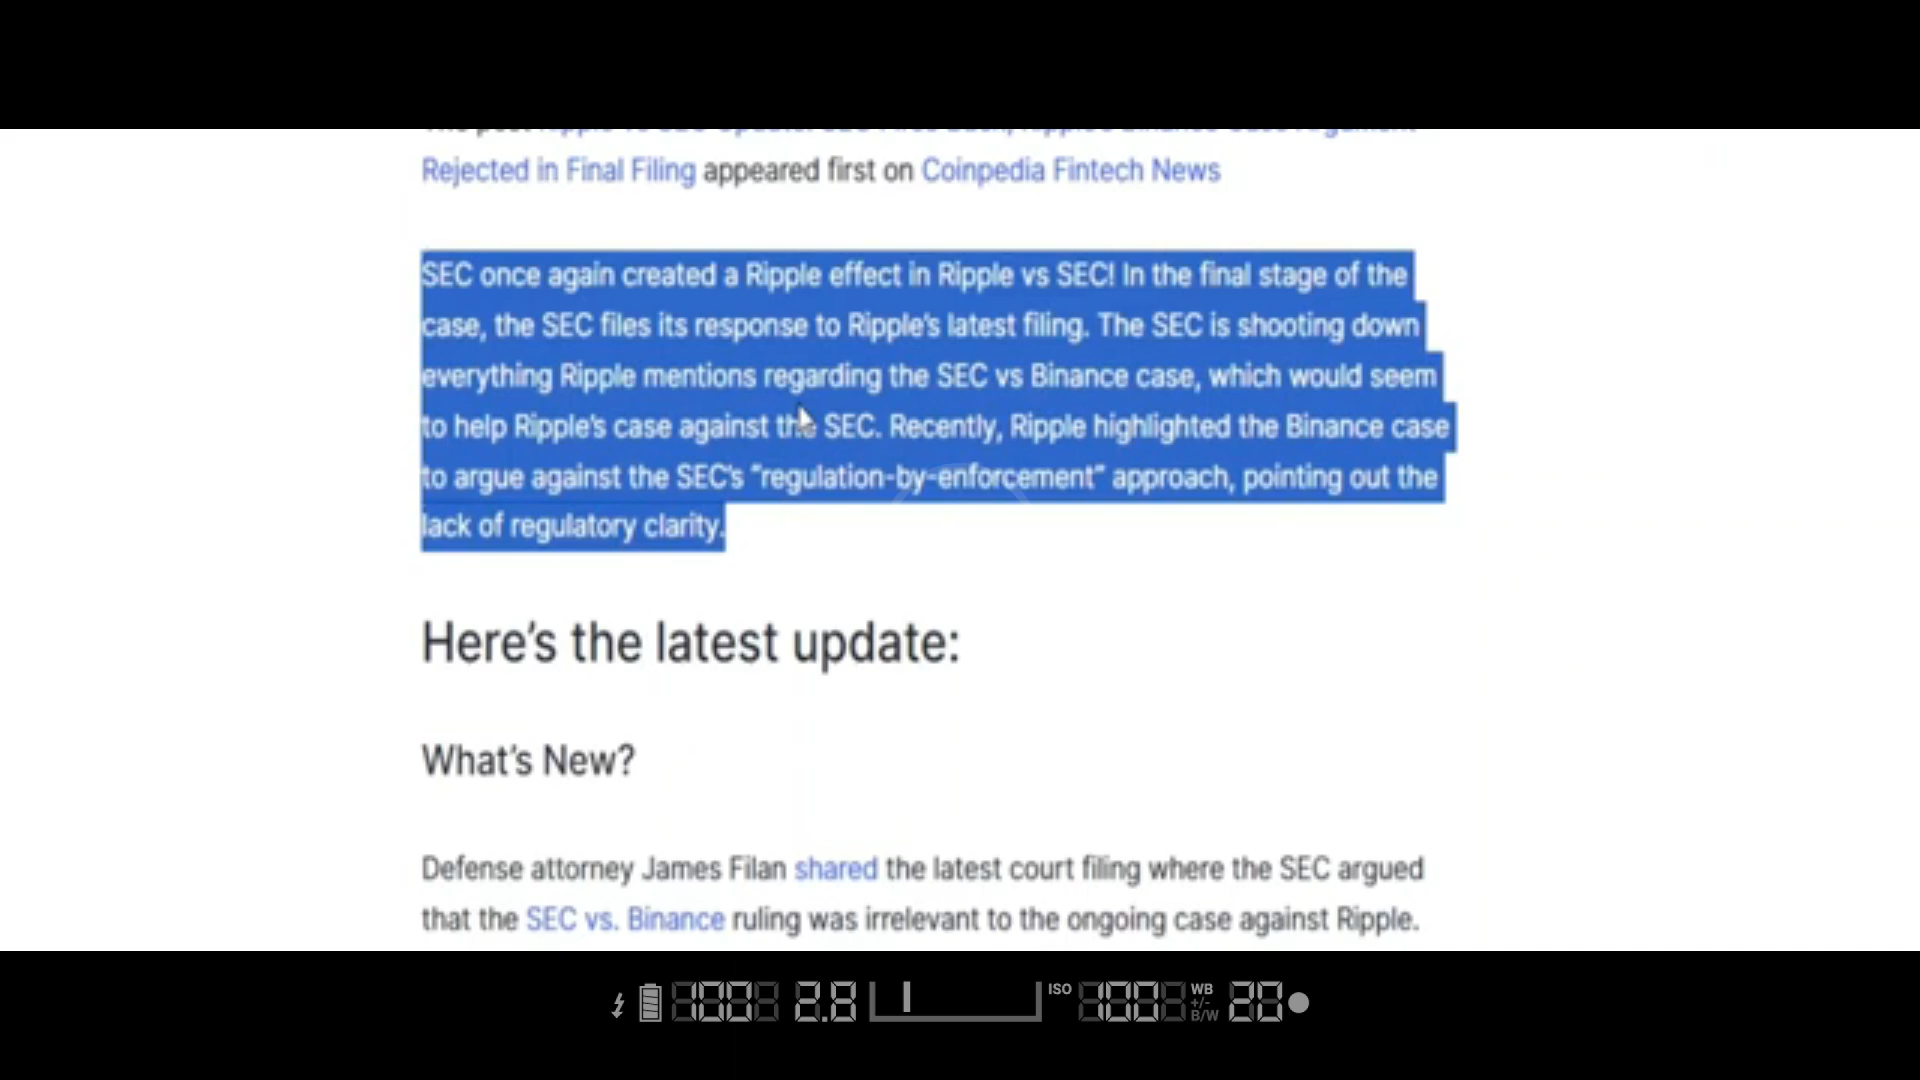 Rejected in Final Filing appeared first on Coinpedia Fintech News
SEC once again created a Ripple effect in Ripple vs SEC! In the final stage of the
case, the SEC files its response to Ripple's latest filing. The SEC is shooting down
everything Ripple mentions regarding the SEC vs Binance case, which would seem
to help Ripple's case against the SEC. Recently, Ripple highlighted the Binance case
to argue against the SEC's “regulation-by-enforcement” approach, pointing out the
lack of regulatory clarity.
Here's the latest update:
What's New?
Defense attorney James Filan shared the latest court filing where the SEC argued
that the SEC vs. Binance ruling was irrelevant to the ongoing case against Ripple.
100 2.8 ISO 100 WB +/- B/W 20